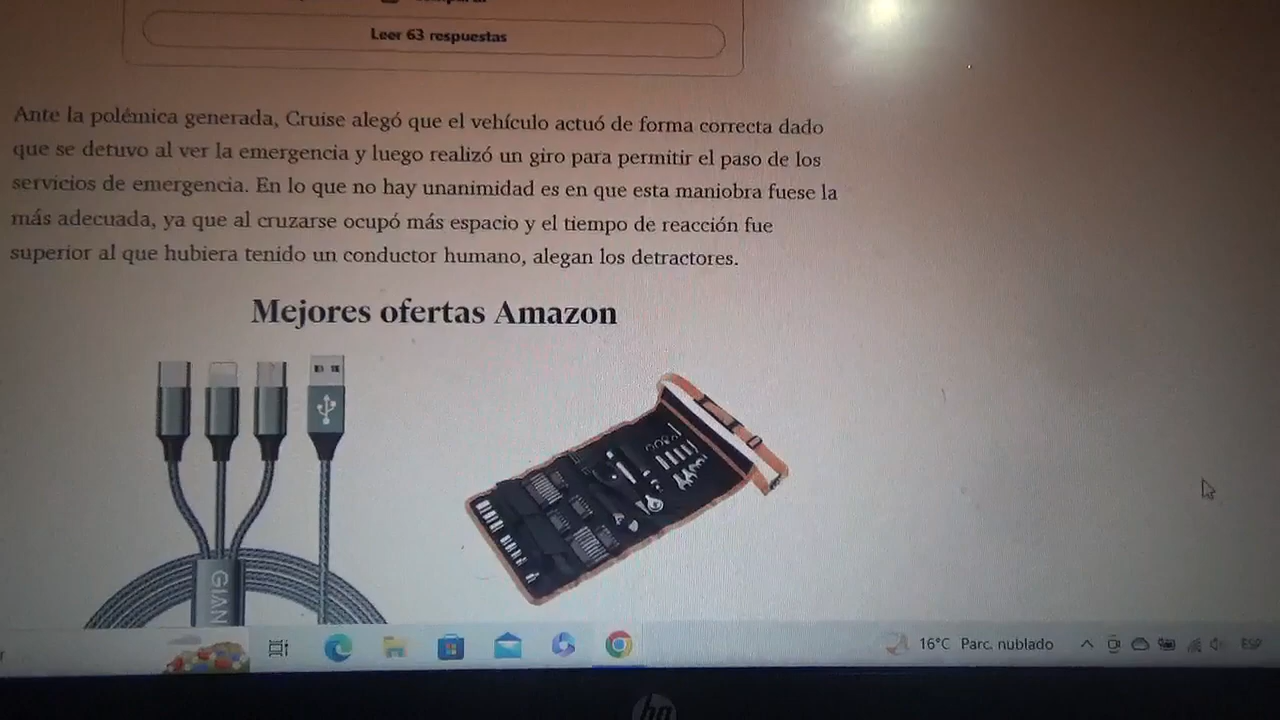 Leer 63 respuestas
Ante la polémica generada, Cruise alegó que el vehículo actuó de forma correcta dado
que se detuvo al ver la emergencia y luego realizó un giro para permitir el paso de los
servicios de emergencia. En lo que no hay unanimidad es en que esta maniobra fuese la
más adecuada, ya que al cruzarse ocupó más espacio y el tiempo de reacción fue
superior al que hubiera tenido un conductor humano, alegan los detractores.
Mejores ofertas Amazon
GIAN
16°C Parc. nublado
ESP
hp